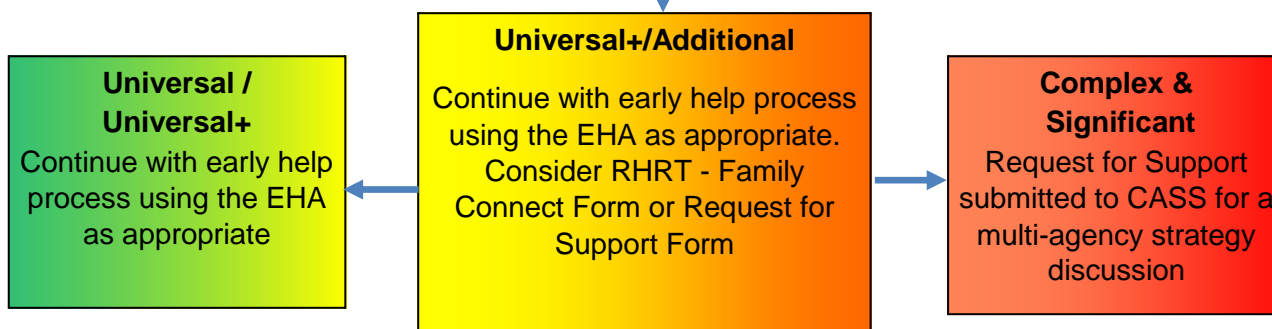 Universal /
Universal+
Continue with early help
process using the EHA
as appropriate
Universal+/Additional
Continue with early help process
using the EHA as appropriate.
Consider RHRT - Family
Connect Form or Request for
Support Form
Complex &
Significant
Request for Support
submitted to CASS for a
multi-agency strategy
discussion